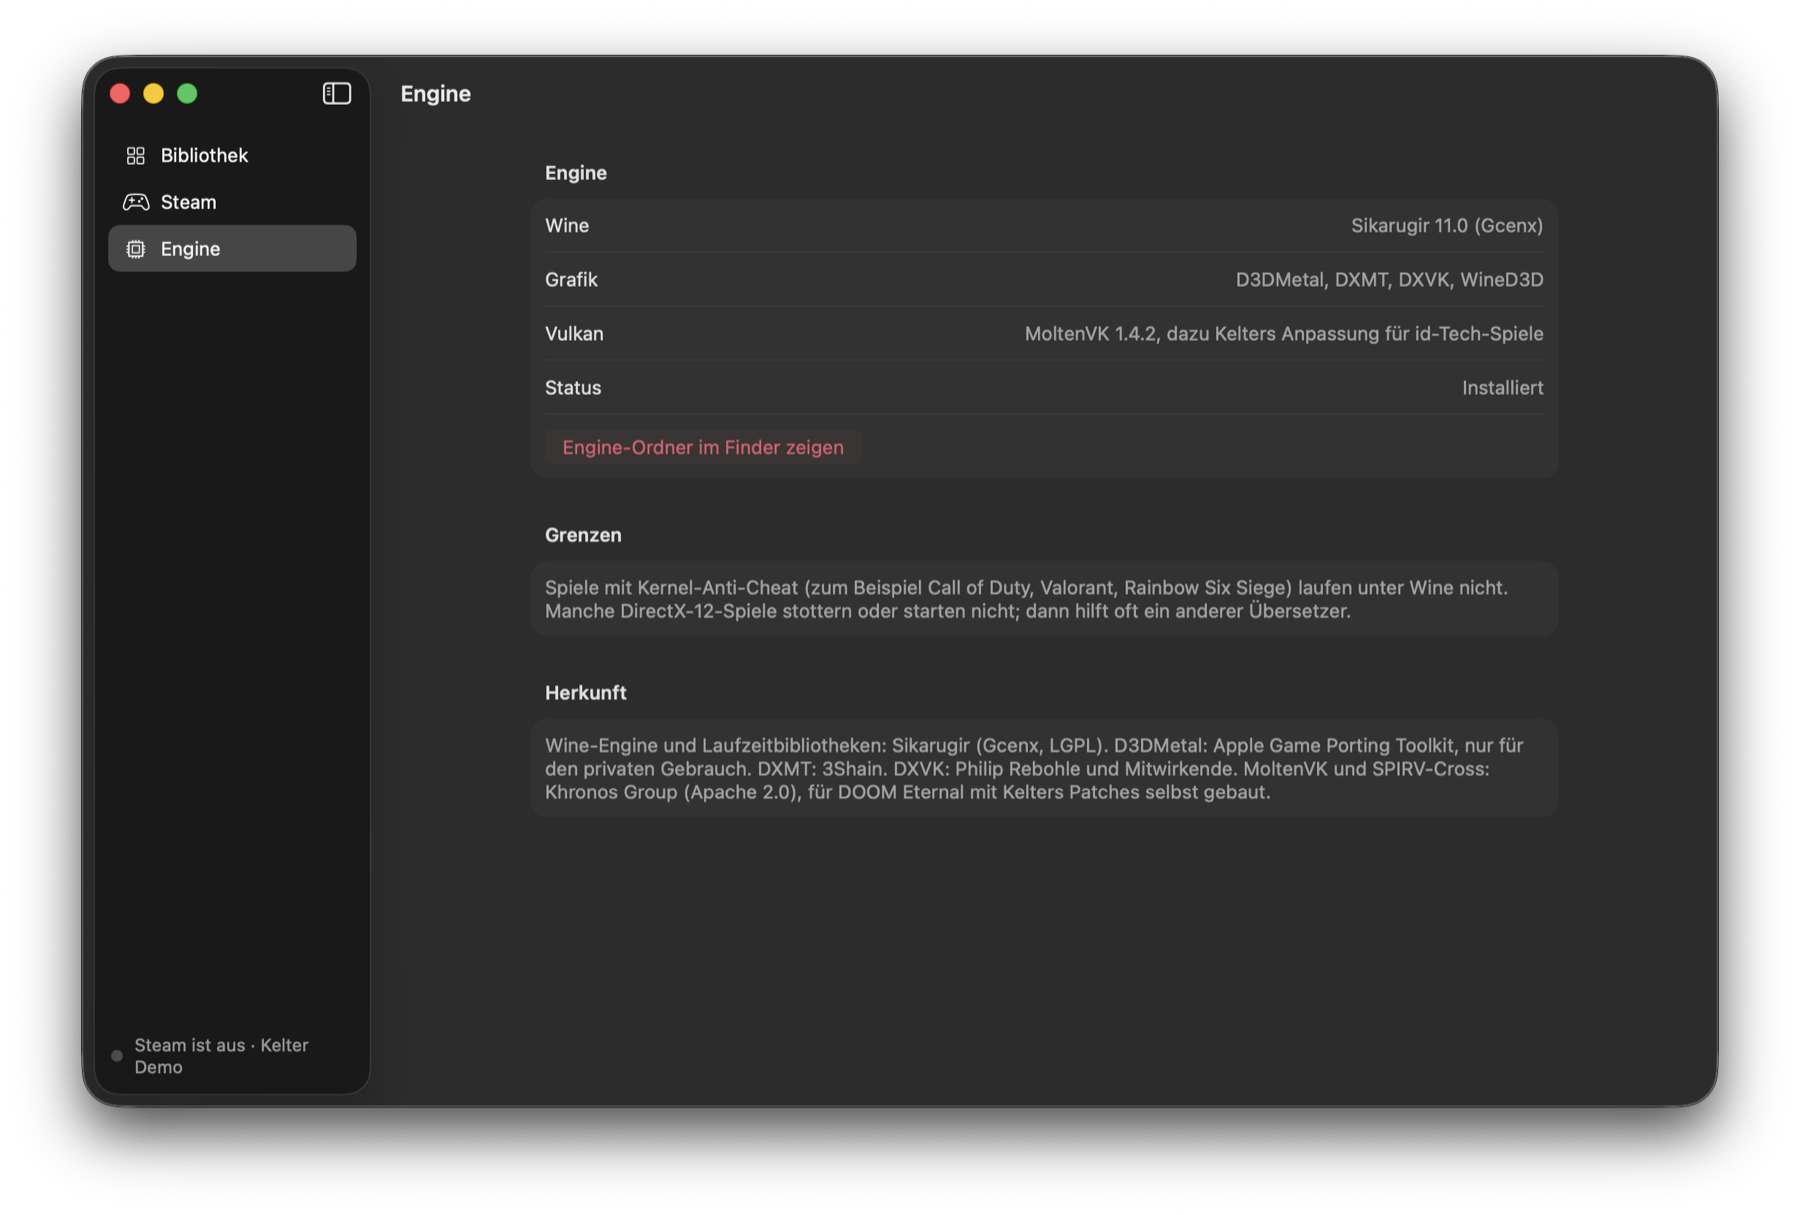 Engine
Bibliothek
Steam
Engine
Engine
Wine
Sikarugir 11.0 (Gcenx)
Grafik
D3DMetal, DXMT, DXVK, WineD3D
Vulkan
MoltenVK 1.4.2, dazu Kelters Anpassung für id-Tech-Spiele
Status
Installiert
Engine-Ordner im Finder zeigen
Grenzen
Spiele mit Kernel-Anti-Cheat (zum Beispiel Call of Duty, Valorant, Rainbow Six Siege) laufen unter Wine nicht.
Manche DirectX-12-Spiele stottern oder starten nicht; dann hilft oft ein anderer Übersetzer.
Herkunft
Wine-Engine und Laufzeitbibliotheken: Sikarugir (Gcenx, LGPL). D3DMetal: Apple Game Porting Toolkit, nur für
den privaten Gebrauch. DXMT: 3Shain. DXVK: Philip Rebohle und Mitwirkende. MoltenVK und SPIRV-Cross:
Khronos Group (Apache 2.0), für DOOM Eternal mit Kelters Patches selbst gebaut.
Steam ist aus · Kelter
Demo